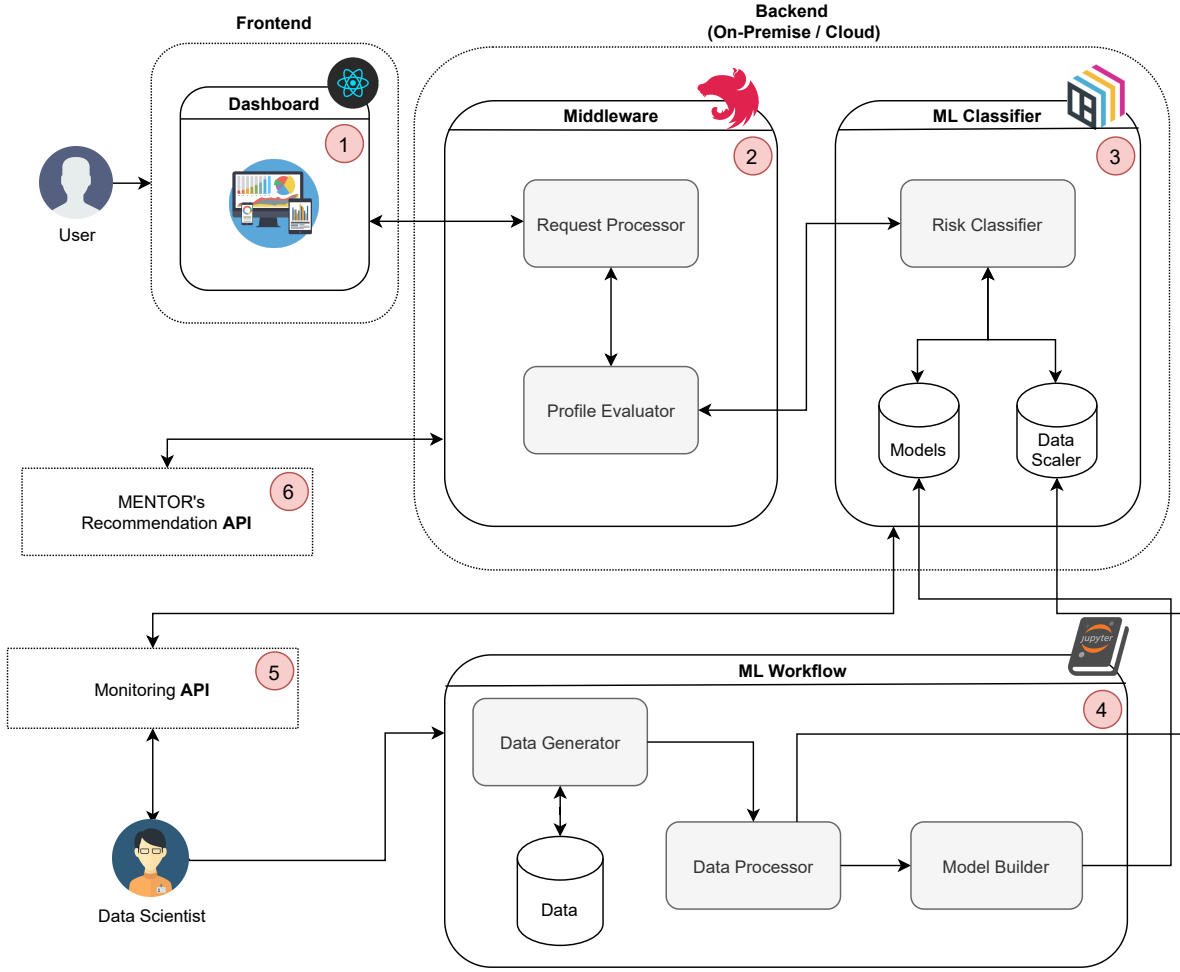 Frontend
Backend
(On-Premise / Cloud)
Dashboard
1
Middleware
2
ML Classifier
3
User
Request Processor
Risk Classifier
Profile Evaluator
Models
Data
Scaler
MENTOR's
Recommendation API
6
Monitoring API
5
ML Workflow
jupyter
4
Data Generator
Data Processor
Model Builder
Data
Data Scientist